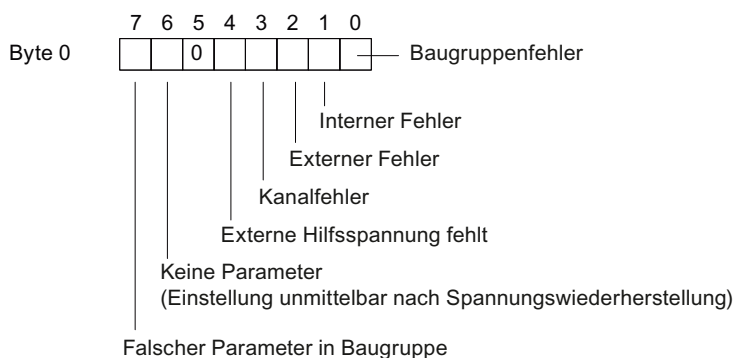 7 6 5 4 3 2 1 0
Byte 0
0
Baugruppenfehler
Interner Fehler
Externer Fehler
Kanalfehler
Externe Hilfsspannung fehlt
Keine Parameter
(Einstellung unmittelbar nach Spannungswiederherstellung)
Falscher Parameter in Baugruppe